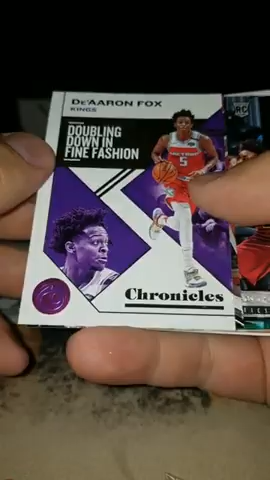 DE'AARON FOX
KINGS
DOUBLING
DOWN IN
FINE FASHION
5
Chronicles
RC